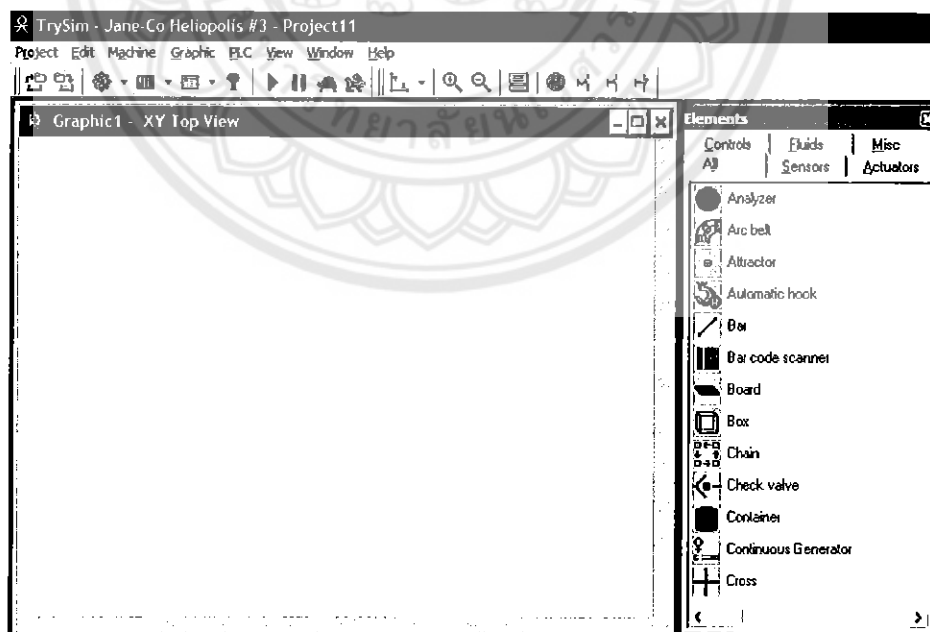 TrySim - Jane-Co Heliopolis #3 - Project11
Project Edit Machine Graphic PLC View Window Help
Graphic1 - XY Top View
Elements
Controls Fluids Misc
All Sensors Actuators
Analyzer
Arc belt
Attractor
Automatic hook
Bar
Bar code scanner
Board
Box
Chain
Check valve
Container
Continuous Generator
Cross